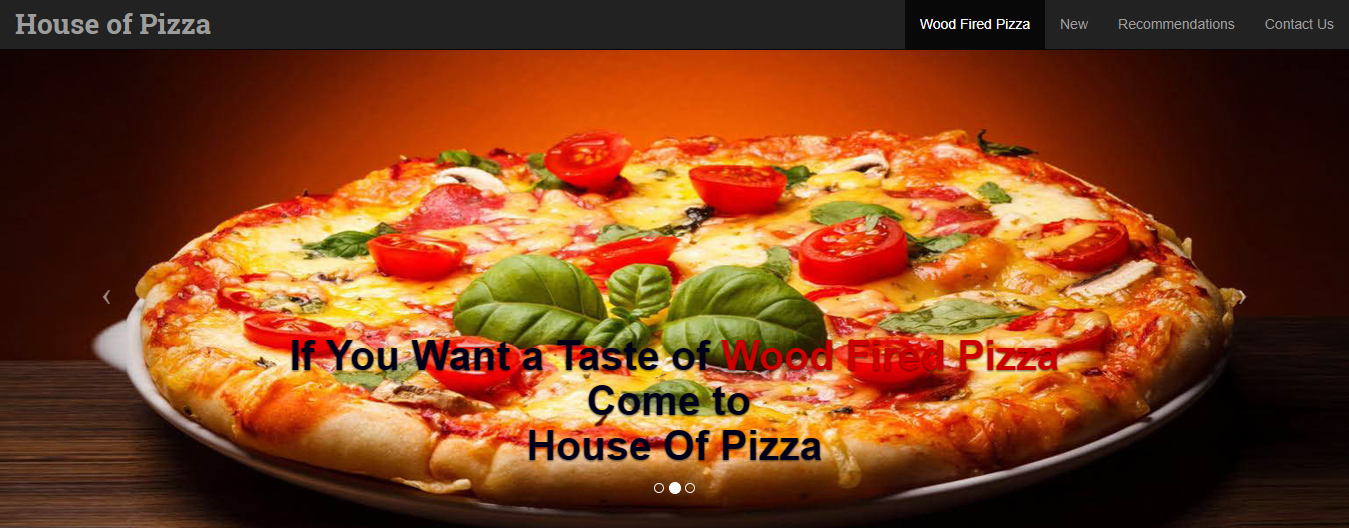 House of Pizza
Wood Fired Pizza New Recommendations Contact Us
If You Want a Taste of Wood Fired Pizza
Come to
House Of Pizza